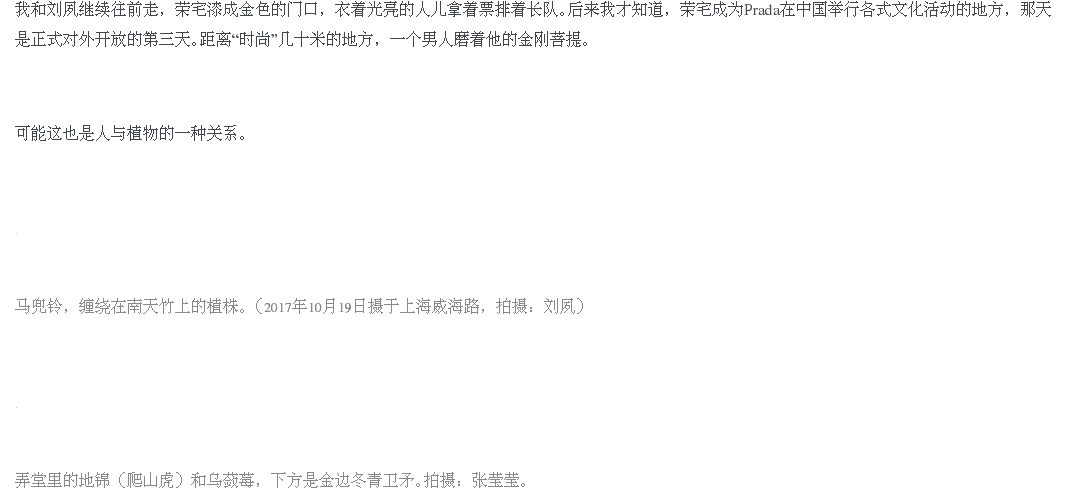 我和刘夙继续往前走，荣宅漆成金色的门口，衣着光亮的人儿拿着票排着长队。后来我才知道，荣宅成为Prada在中国举行各式文化活动的地方，那天
是正式对外开放的第三天。距离“时尚”几十米的地方，一个男人磨着他的金刚菩提。
可能这也是人与植物的一种关系。
.
马兜铃，缠绕在南天竹上的植株。（2017年10月19日摄于上海威海路，拍摄：刘夙）
.
弄堂里的地锦（爬山虎）和乌蔹莓，下方是金边冬青卫矛。拍摄：张莹莹。